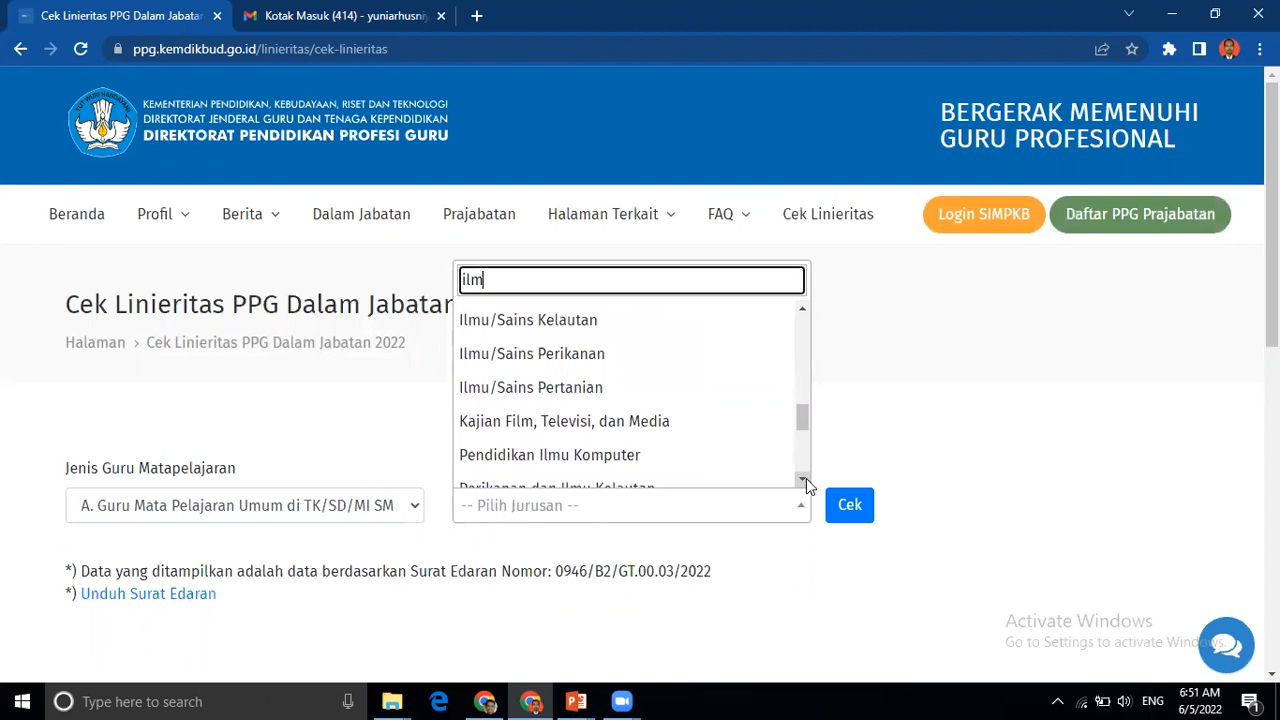 Cek Linieritas PPG Dalam Jabatan
Kotak Masuk (414) - yuniarhusniy
ppg.kemdikbud.go.id/linieritas/cek-linieritas
KEMENTERIAN PENDIDIKAN, KEBUDAYAAN, RISET DAN TEKNOLOGI
DIREKTORAT JENDERAL GURU DAN TENAGA KEPENDIDIKAN
DIREKTORAT PENDIDIKAN PROFESI GURU
BERGERAK MEMENUHI
GURU PROFESIONAL
Beranda Profil Berita Dalam Jabatan Prajabatan Halaman Terkait FAQ Cek Linieritas Login SIMPKB Daftar PPG Prajabatan
Cek Linieritas PPG Dalam Jabatan
Halaman > Cek Linieritas PPG Dalam Jabatan 2022
ilm
Ilmu/Sains Kelautan
Ilmu/Sains Perikanan
Ilmu/Sains Pertanian
Kajian Film, Televisi, dan Media
Pendidikan Ilmu Komputer
Perikanan dan Ilmu Kelautan
Jenis Guru Matapelajaran
A. Guru Mata Pelajaran Umum di TK/SD/MI SM
-- Pilih Jurusan --
Cek
*) Data yang ditampilkan adalah data berdasarkan Surat Edaran Nomor: 0946/B2/GT.00.03/2022
*) Unduh Surat Edaran
Activate Windows
Go to Settings to activate Windows.
Type here to search
ENG
6:51 AM
6/5/2022